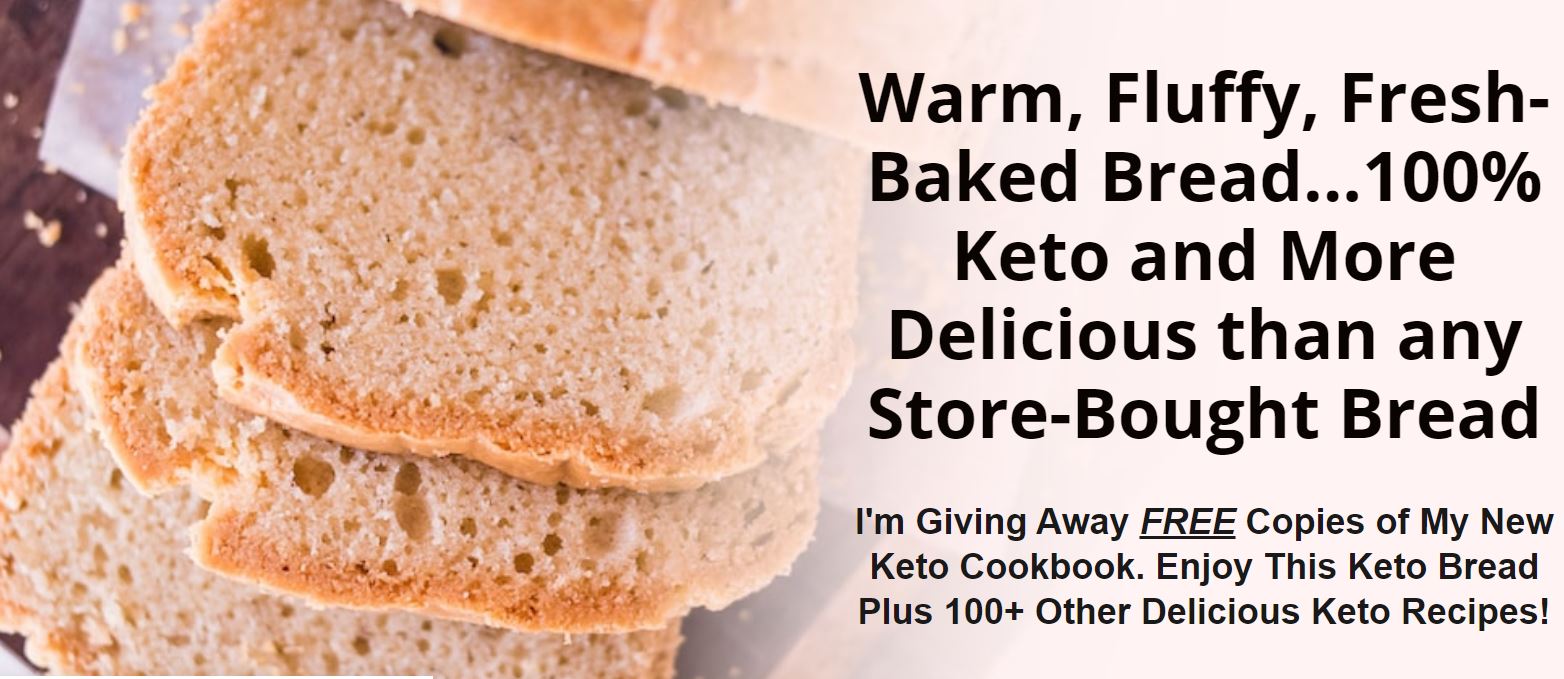 Warm, Fluffy, Fresh-
Baked Bread...100%
Keto and More
Delicious than any
Store-Bought Bread
I'm Giving Away FREE Copies of My New
Keto Cookbook. Enjoy This Keto Bread
Plus 100+ Other Delicious Keto Recipes!